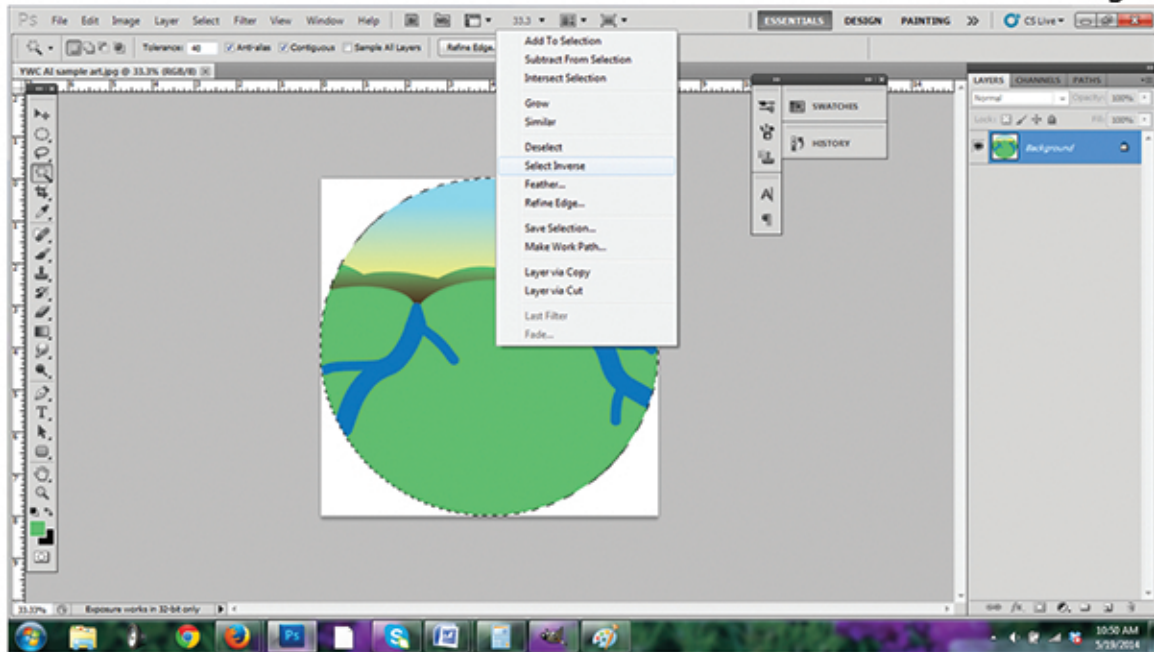 PS File Edit Image Layer Select Filter View Window Help 33.3 ESSENTIALS DESIGN PAINTING CS Live
Tolerance: 40 Anti-alias Contiguous Sample All Layers Refine Edge.
YWC AI sample art.jpg @ 33.3% (RGB/8)
Add To Selection
Subtract From Selection
Intersect Selection
Grow
Similar
Deselect
Select Inverse
Feather...
Refine Edge...
Save Selection...
Make Work Path...
Layer via Copy
Layer via Cut
Last Filter
Fade...
SWATCHES
HISTORY
LAYERS CHANNELS PATHS
Normal Opacity: 100%
Lock: Fill: 100%
Background
33.33% Exposure works in 32-bit only
Ps
10:50 AM
5/19/2014